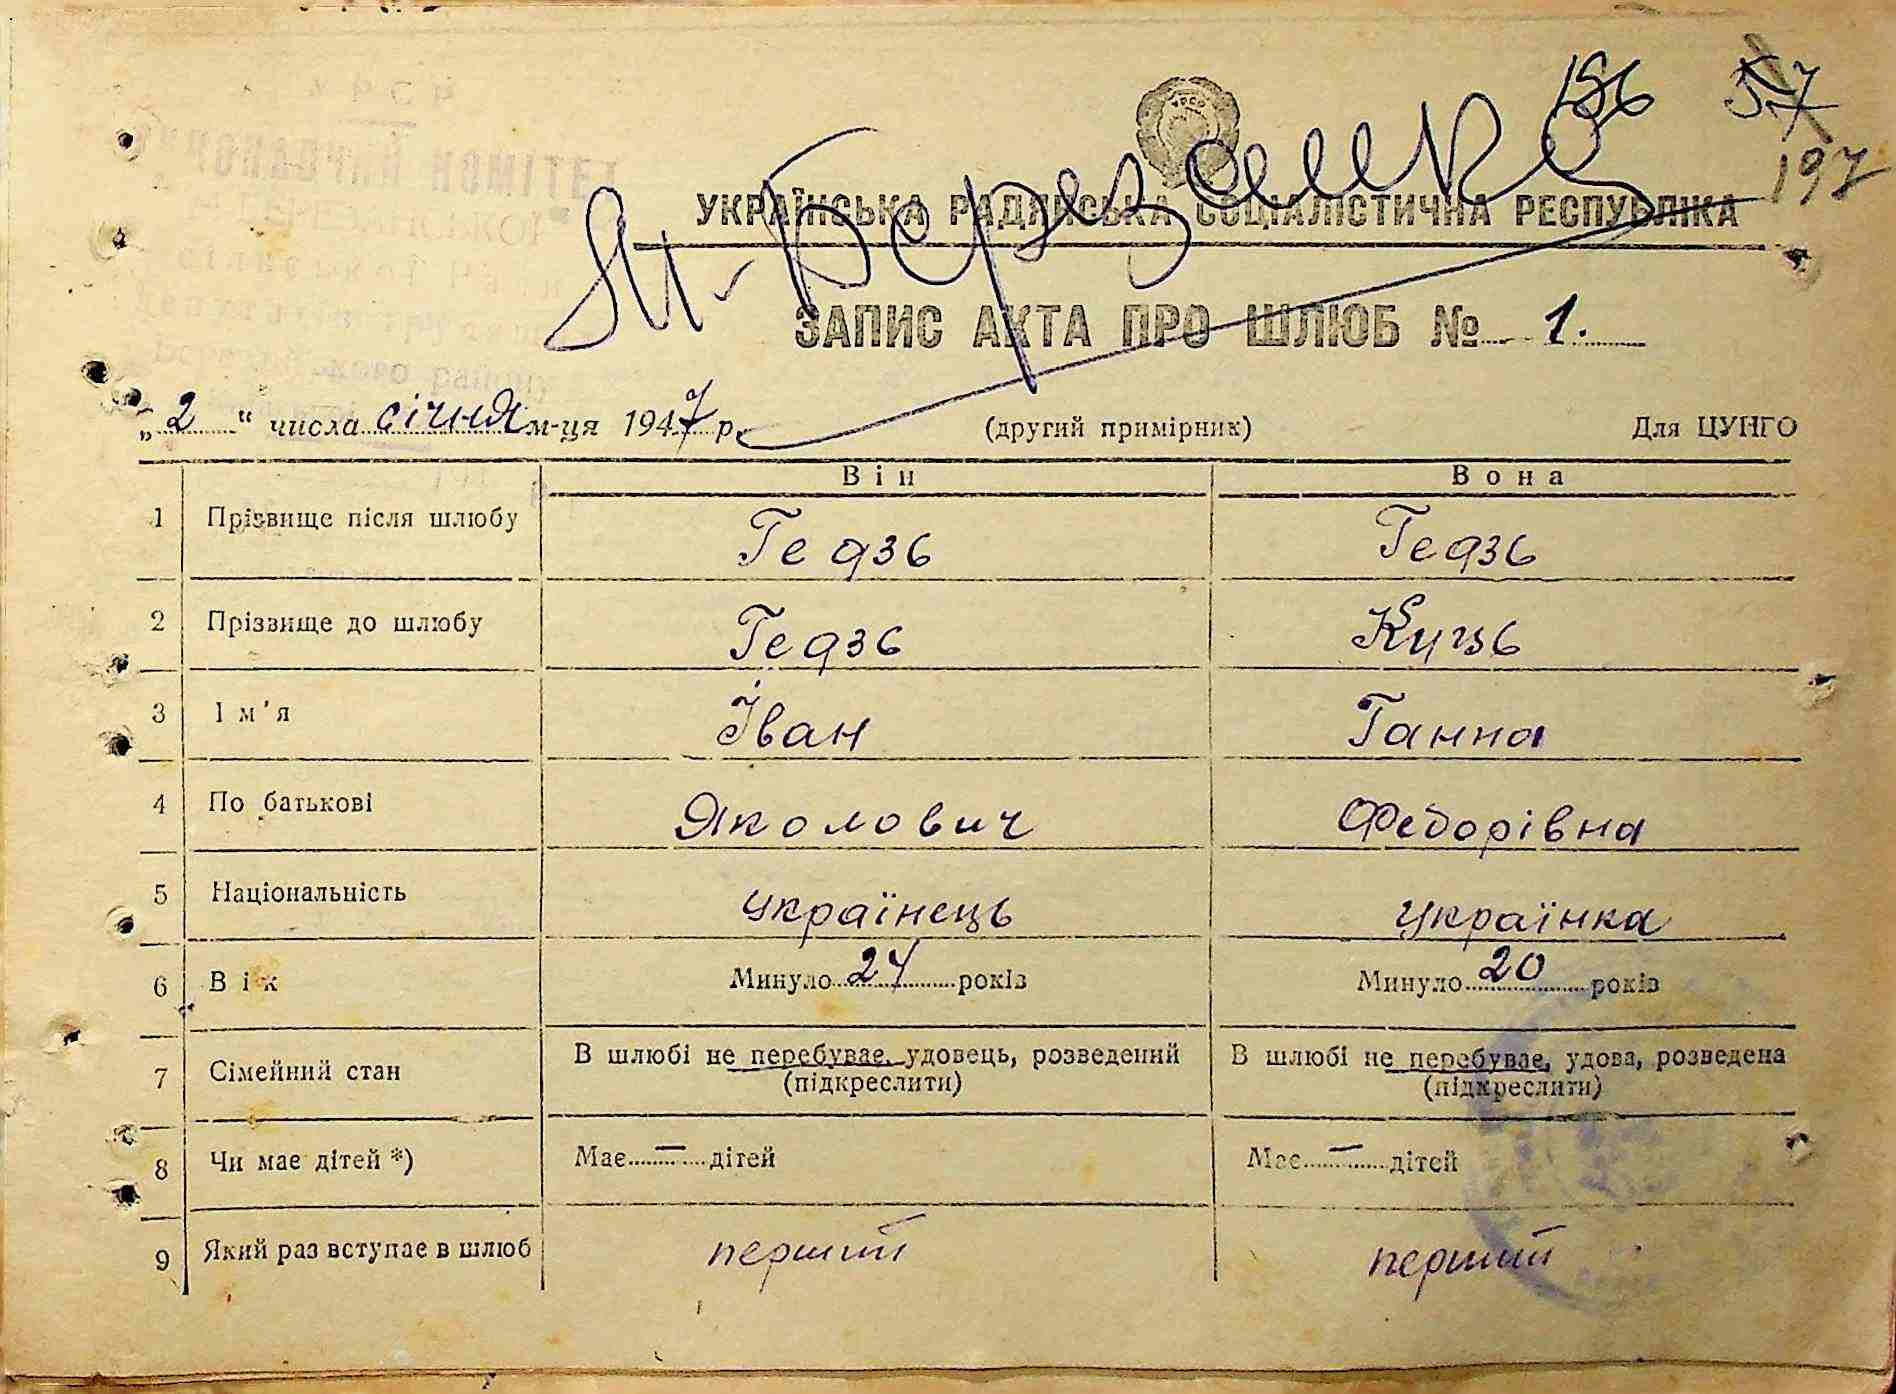 156
57
197
УРСР
Ял-Березанка
УКРАЇНСЬКА РАДЯНСЬКА СОЦІАЛІСТИЧНА РЕСПУБЛІКА
ЗАПИС АКТА ПРО ШЛЮБ № 1.
„2“ числа січня м-ця 1947 р.
(другий примірник)
Для ЦУНГО
Він Вона
1 Прізвище після шлюбу Гедзь Гедзь
2 Прізвище до шлюбу Гедзь
3 Ім'я Іван Ганна
4 По батькові Яковович Федорівна
5 Національність українець українка
6 Вік Минуло 24 років Минуло 20 років
7 Сімейний стан В шлюбі не перебуває, удовець, розведений В шлюбі не перебуває, удова, розведена
(підкреслити) (підкреслити)
8 Чи має дітей *) Має — дітей Має — дітей
9 Який раз вступає в шлюб перший перший